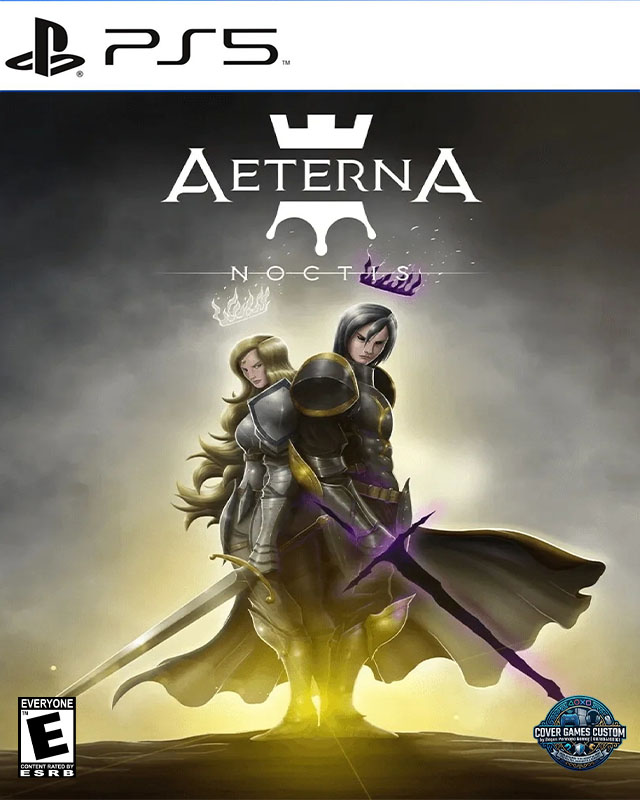 PS5
AETERNA
NOCTIS
EVERYONE
E
CONTENT RATED BY
ESRB
COVER GAMES CUSTOM